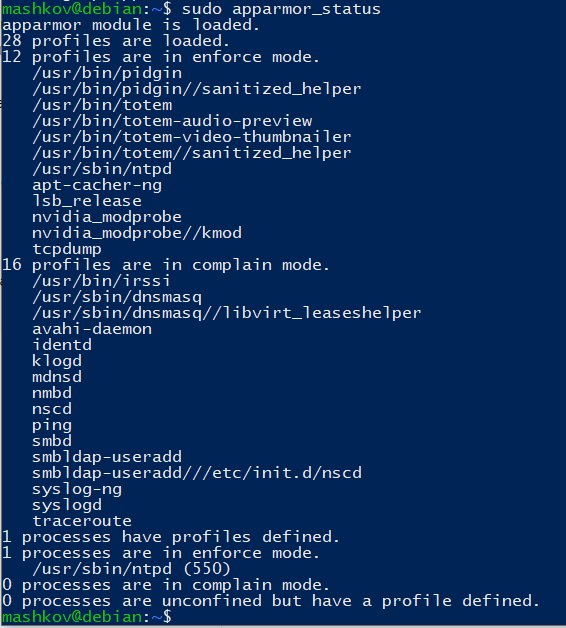 mashkov@debian:~$ sudo apparmor_status
apparmor module is loaded.
28 profiles are loaded.
12 profiles are in enforce mode.
   /usr/bin/pidgin
   /usr/bin/pidgin//sanitized_helper
   /usr/bin/totem
   /usr/bin/totem-audio-preview
   /usr/bin/totem-video-thumbnailer
   /usr/bin/totem//sanitized_helper
   /usr/sbin/ntpd
   apt-cacher-ng
   lsb_release
   nvidia_modprobe
   nvidia_modprobe//kmod
   tcpdump
16 profiles are in complain mode.
   /usr/bin/irssi
   /usr/sbin/dnsmasq
   /usr/sbin/dnsmasq//libvirt_leaseshelper
   avahi-daemon
   identd
   klogd
   mdnsd
   nmbd
   nscd
   ping
   smbd
   smbldap-useradd
   smbldap-useradd///etc/init.d/nscd
   syslog-ng
   syslogd
   traceroute
1 processes have profiles defined.
1 processes are in enforce mode.
   /usr/sbin/ntpd (550)
0 processes are in complain mode.
0 processes are unconfined but have a profile defined.
mashkov@debian:~$